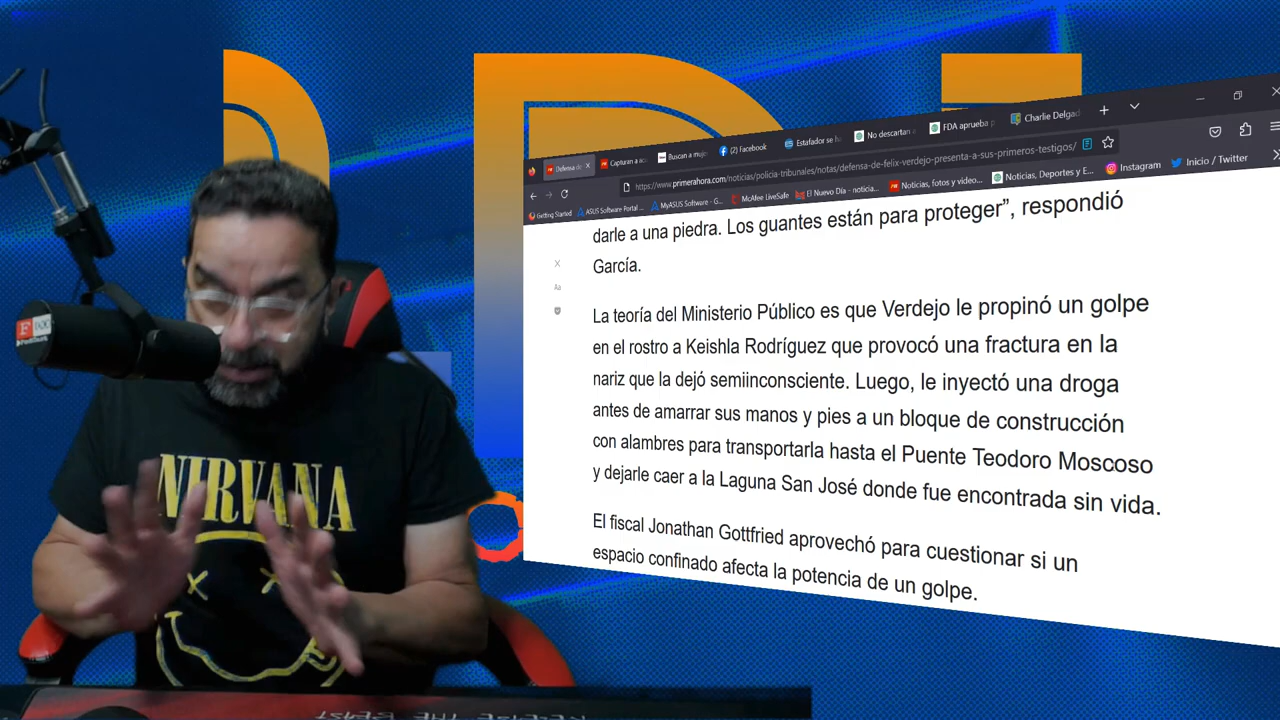 Defensa de
Capturan a
Buscan a muje
(2) Facebook
Estafador se h
No descartan
FDA aprueba p
Charlie Delgad
https://www.primerahora.com/noticias/policia-tribunales/notas/defensa-de-felix-verdejo-presenta-a-sus-primeros-testigos/
Getting Started
ASUS Software Portal ...
MyASUS Software - G...
McAfee LiveSafe
El Nuevo Día - noticia...
Noticias, fotos y video...
Noticias, Deportes y E...
Instagram
Inicio / Twitter
darle a una piedra. Los guantes están para proteger”, respondió
García.
Aa
La teoría del Ministerio Público es que Verdejo le propinó un golpe
en el rostro a Keishla Rodríguez que provocó una fractura en la
nariz que la dejó semiinconsciente. Luego, le inyectó una droga
antes de amarrar sus manos y pies a un bloque de construcción
con alambres para transportarla hasta el Puente Teodoro Moscoso
y dejarle caer a la Laguna San José donde fue encontrada sin vida.
El fiscal Jonathan Gottfried aprovechó para cuestionar si un
espacio confinado afecta la potencia de un golpe.
NIRVANA